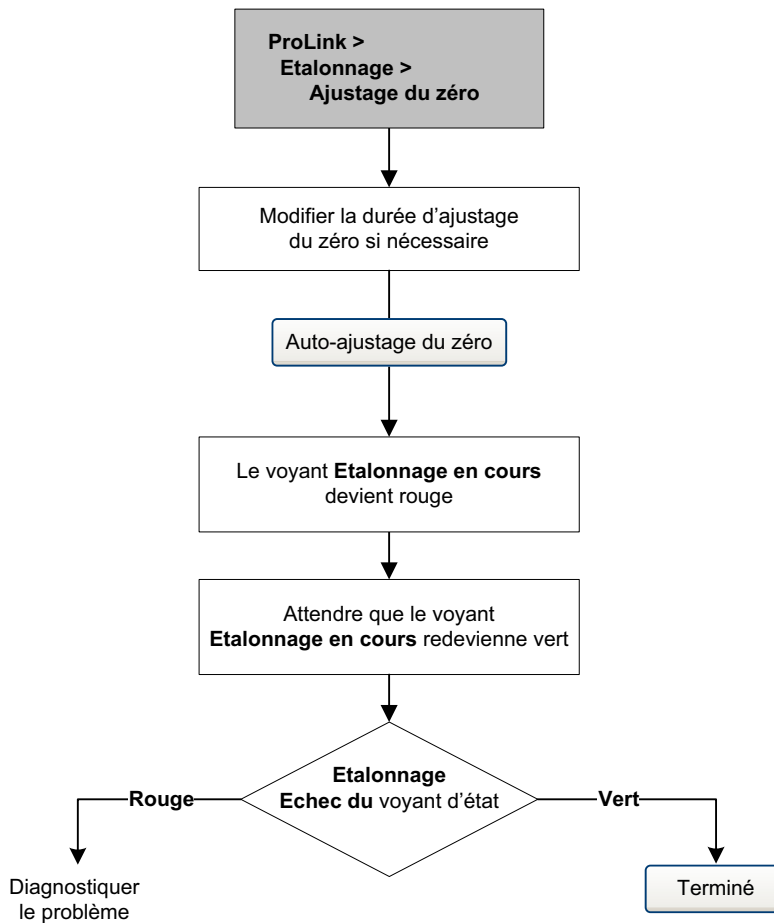 ProLink >
Etalonnage >
Ajustage du zéro
Modifier la durée d'ajustage
du zéro si nécessaire
Auto-ajustage du zéro
Le voyant Etalonnage en cours
devient rouge
Attendre que le voyant
Etalonnage en cours redevienne vert
Etalonnage
Echec du voyant d'état
Rouge
Vert
Diagnostiquer
le problème
Terminé